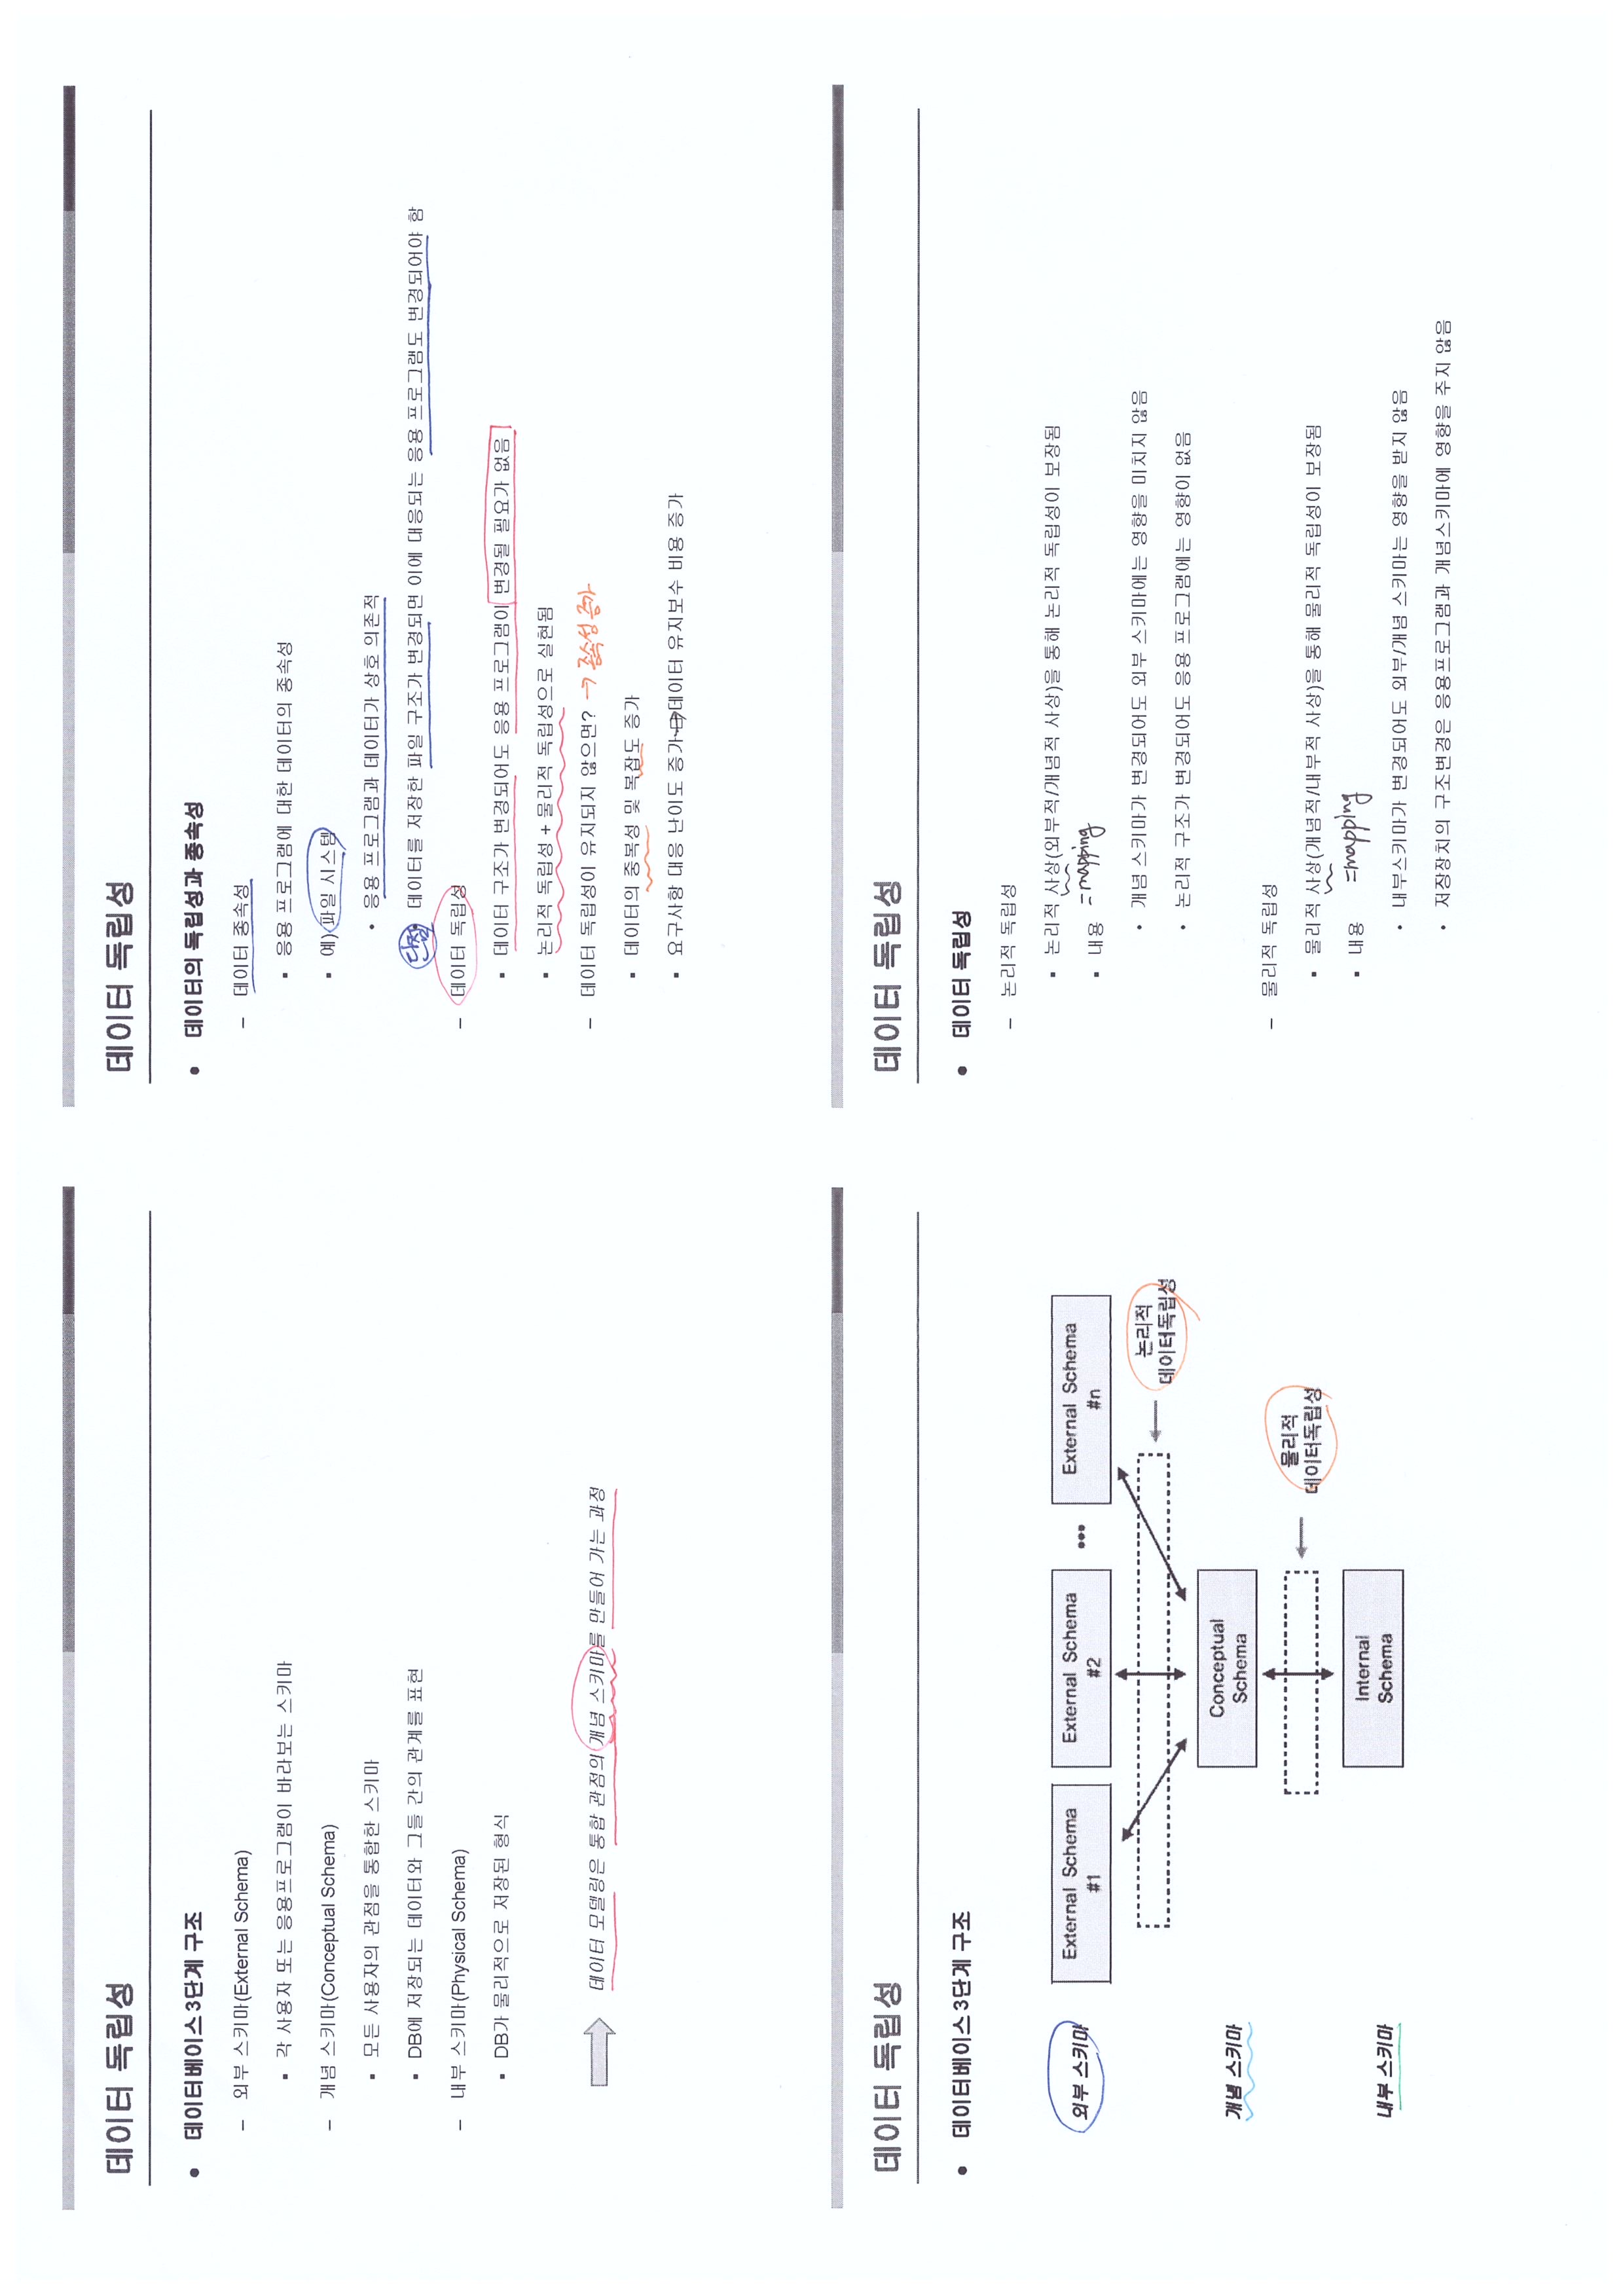 데이터 독립성
• 데이터베이스 3단계 구조
– 외부 스키마(External Schema)
▪ 각 사용자 또는 응용프로그램이 바라보는 스키마
– 개념 스키마(Conceptual Schema)
▪ 모든 사용자의 관점을 통합한 스키마
▪ DB에 저장되는 데이터와 그들 간의 관계를 표현
– 내부 스키마(Physical Schema)
▪ DB가 물리적으로 저장된 형식
데이터 모델링은 통합 관점의 개념 스키마를 만들어 가는 과정
데이터 독립성
• 데이터의 독립성과 종속성
– 데이터 종속성
▪ 응용 프로그램에 대한 데이터의 종속성
▪ 예) 파일 시스템
• 응용 프로그램과 데이터가 상호 의존적
단점 데이터를 저장한 파일 구조가 변경되면 이에 대응되는 응용 프로그램도 변경되어야 함
– 데이터 독립성
▪ 데이터 구조가 변경되어도 응용 프로그램이 변경될 필요가 없음
▪ 논리적 독립성 + 물리적 독립성으로 실현됨
– 데이터 독립성이 유지되지 않으면? → 종속성 증가
▪ 데이터의 중복성 및 복잡도 증가
▪ 요구사항 대응 난이도 증가 → 데이터 유지보수 비용 증가
데이터 독립성
• 데이터베이스 3단계 구조
외부 스키마
External Schema
#1
External Schema
#2
•••
External Schema
#n
논리적
데이터독립성
개념 스키마
Conceptual
Schema
물리적
데이터독립성
내부 스키마
Internal
Schema
데이터 독립성
• 데이터 독립성
– 논리적 독립성
▪ 논리적 사상(외부적/개념적 사상)을 통해 논리적 독립성이 보장됨
▪ 내용 =mapping
• 개념 스키마가 변경되어도 외부 스키마에는 영향을 미치지 않음
• 논리적 구조가 변경되어도 응용 프로그램에는 영향이 없음
– 물리적 독립성
▪ 물리적 사상(개념적/내부적 사상)을 통해 물리적 독립성이 보장됨
▪ 내용 =mapping
• 내부스키마가 변경되어도 외부/개념 스키마는 영향을 받지 않음
• 저장장치의 구조변경은 응용프로그램과 개념스키마에 영향을 주지 않음